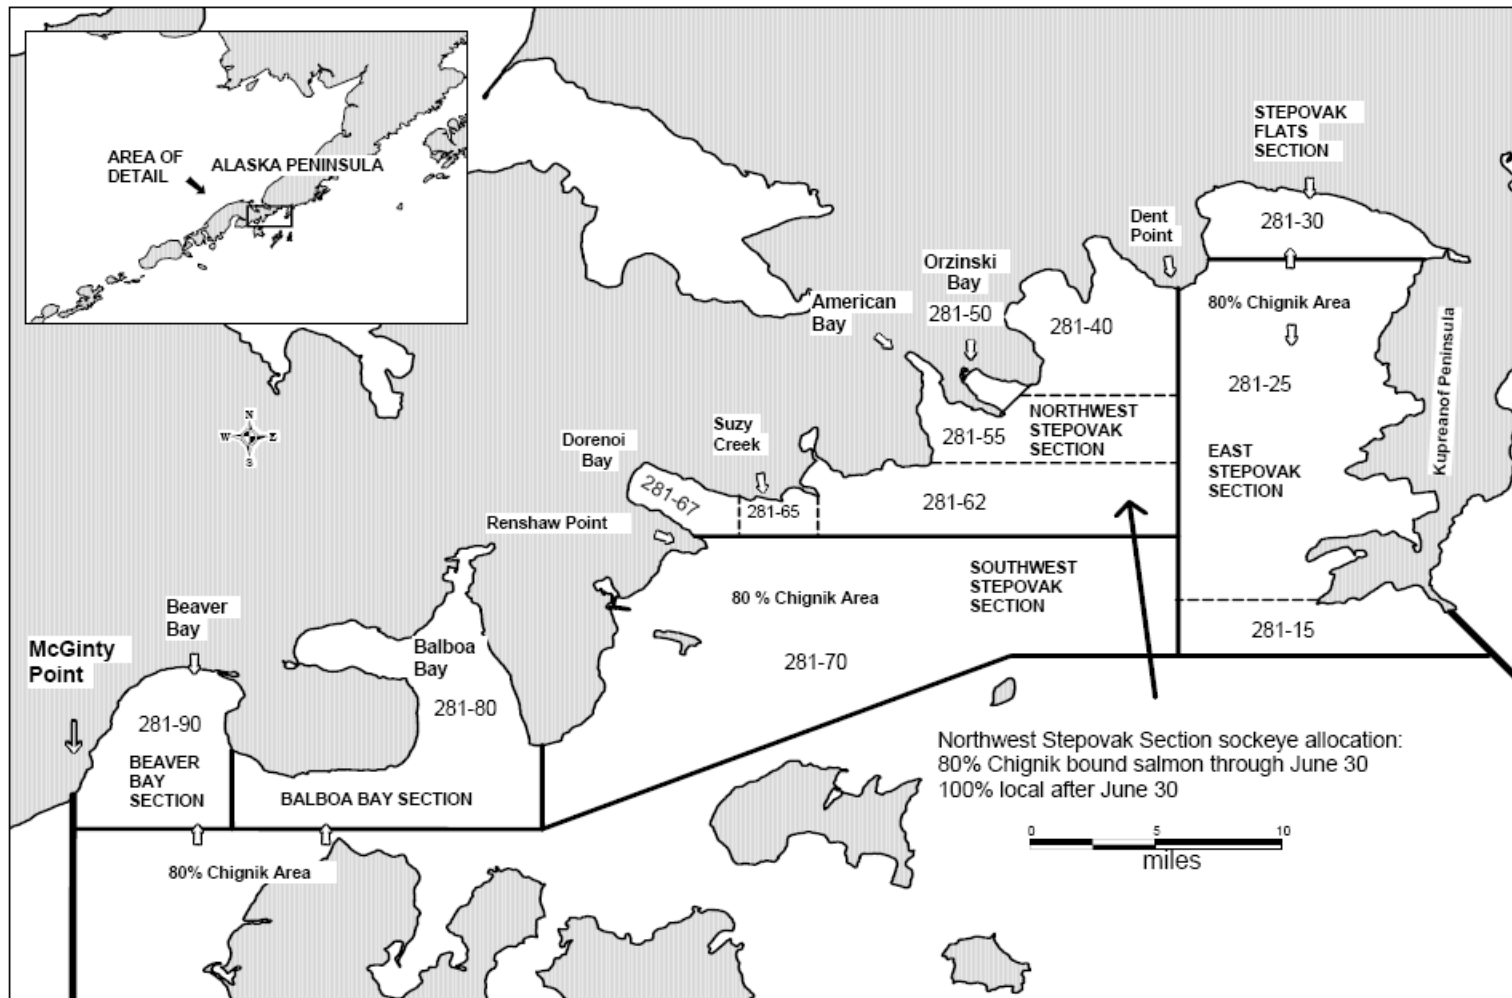 AREA OF
DETAIL
ALASKA PENINSULA
STEPOVAK
FLATS
SECTION
281-30
Dent
Point
Orzinski
Bay
281-50
American
Bay
281-40
80% Chignik Area
281-25
Kupreanof Peninsula
N
W
E
S
NORTHWEST
STEPOVAK
SECTION
281-55
Suzy
Creek
Dorenoi
Bay
EAST
STEPOVAK
SECTION
281-67
281-65
281-62
Renshaw Point
SOUTHWEST
STEPOVAK
SECTION
80 % Chignik Area
281-15
Beaver
Bay
McGinty
Point
Balboa
Bay
281-70
281-90
281-80
BEAVER
BAY
SECTION
BALBOA BAY SECTION
Northwest Stepovak Section sockeye allocation:
80% Chignik bound salmon through June 30
100% local after June 30
0 5 10
miles
80% Chignik Area